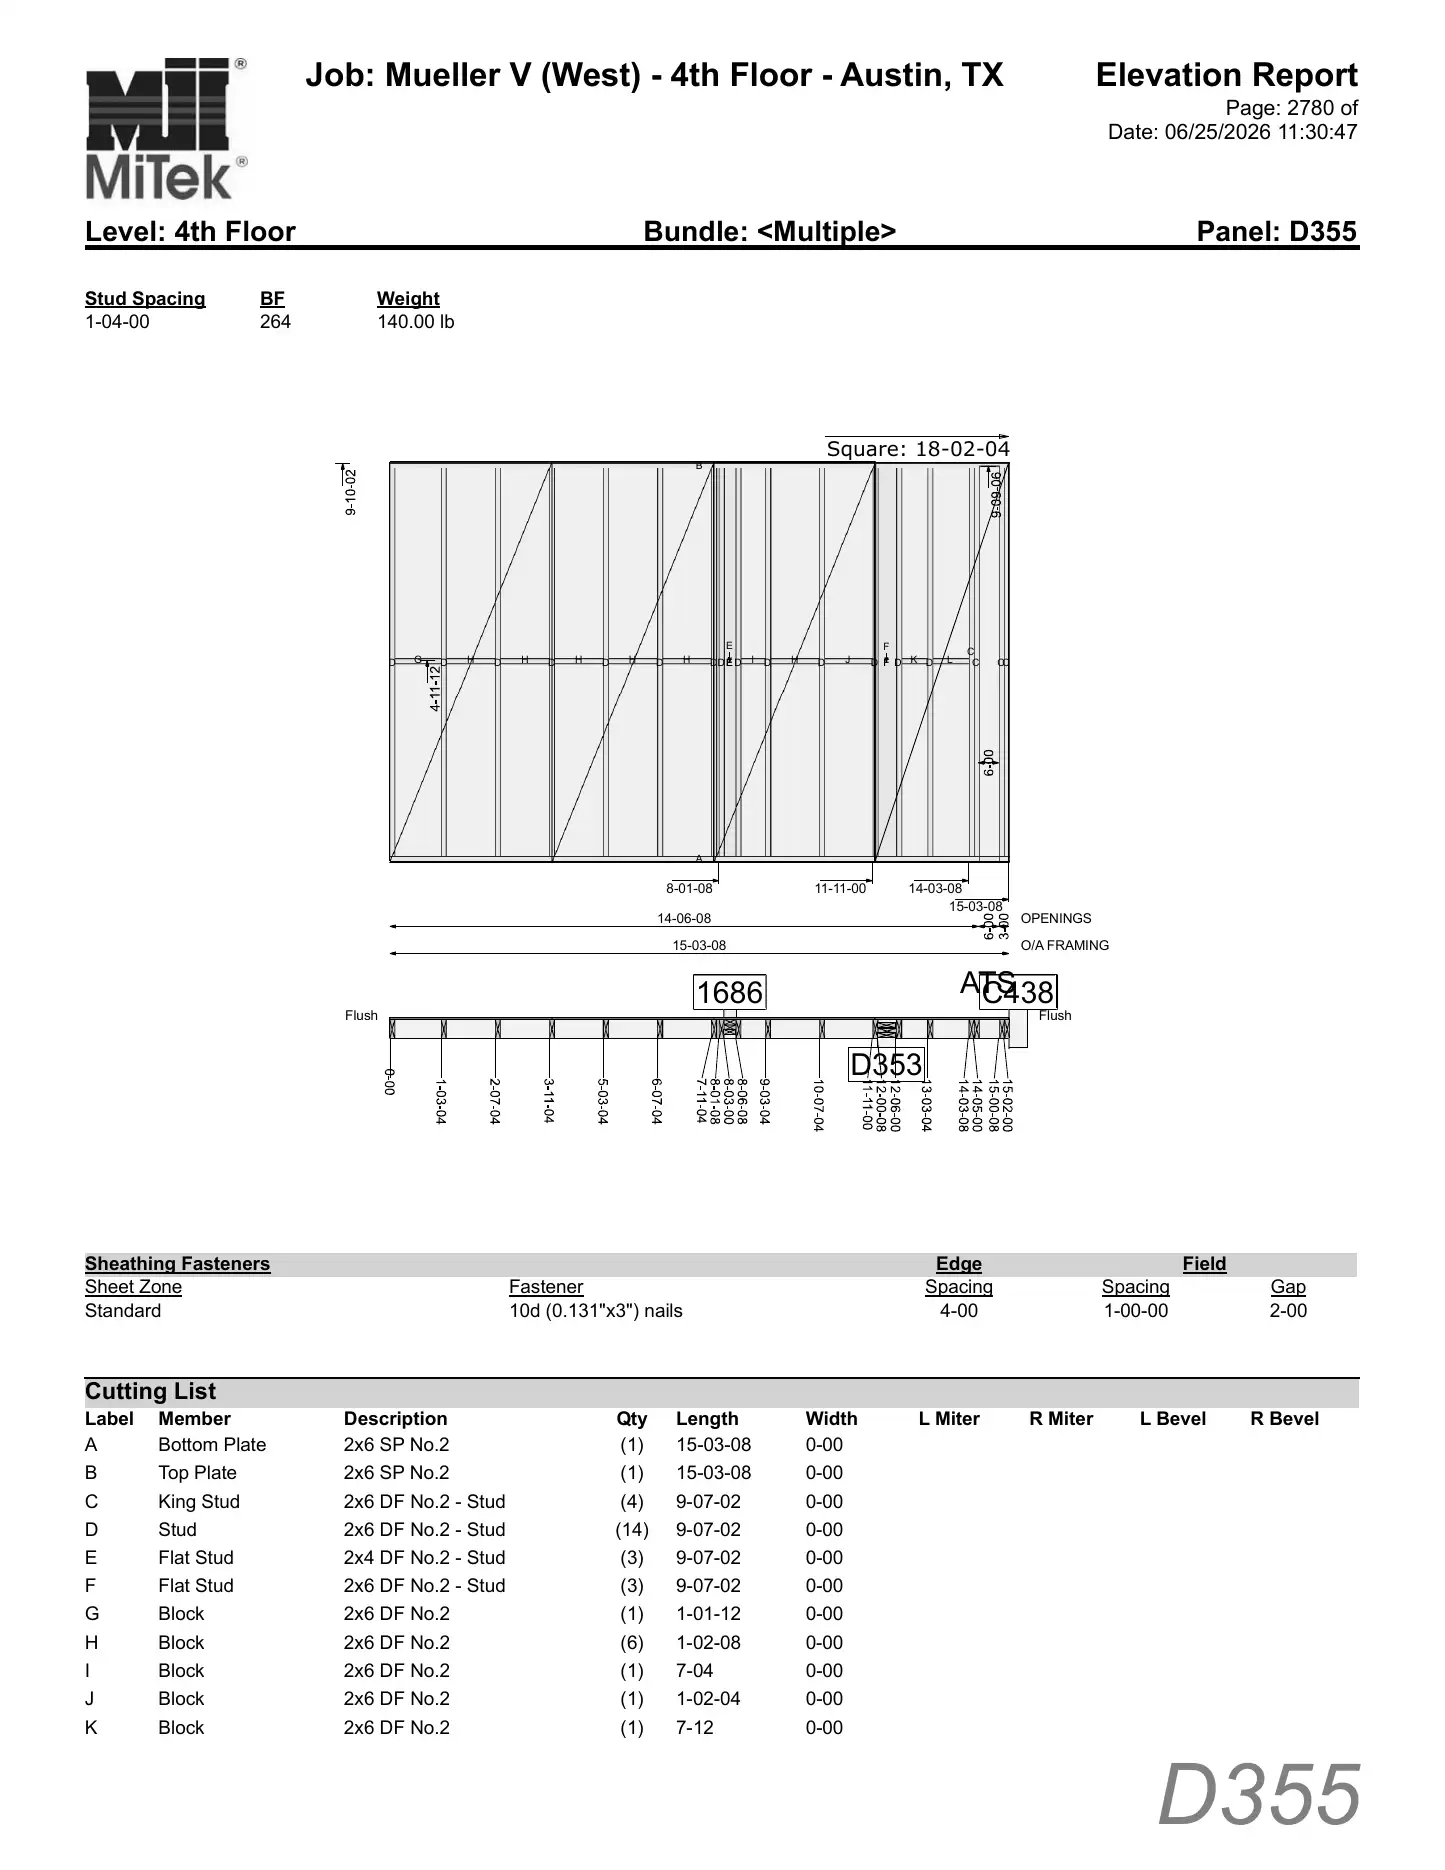 MiTek®
Job: Mueller V (West) - 4th Floor - Austin, TX
Elevation Report
Page: 2780 of
Date: 06/25/2026 11:30:47
Level: 4th Floor Bundle: <Multiple> Panel: D355
Stud Spacing BF Weight
1-04-00 264 140.00 lb
Square: 18-02-04
9-10-02
B
9-09-06
E
F
C
G H H H H H I H J K L
D D D D D D D D E D D D D F D D C C
4-11-12
6-00
A
8-01-08 11-11-00 14-03-08
15-03-08
14-06-08 6-00 3-00 OPENINGS
15-03-08 O/A FRAMING
1686 ATS C438
Flush Flush
D353
0-00 1-03-04 2-07-04 3-11-04 5-03-04 6-07-04 7-11-04 8-01-08 8-03-00 8-06-08 9-03-04 10-07-04 11-11-00 12-00-08 12-06-00 13-03-04 14-03-08 14-05-00 15-00-08 15-02-00
Sheathing Fasteners Edge Field
Sheet Zone Fastener Spacing Spacing Gap
Standard 10d (0.131"x3") nails 4-00 1-00-00 2-00
Cutting List
Label Member Description Qty Length Width L Miter R Miter L Bevel R Bevel
A Bottom Plate 2x6 SP No.2 (1) 15-03-08 0-00
B Top Plate 2x6 SP No.2 (1) 15-03-08 0-00
C King Stud 2x6 DF No.2 - Stud (4) 9-07-02 0-00
D Stud 2x6 DF No.2 - Stud (14) 9-07-02 0-00
E Flat Stud 2x4 DF No.2 - Stud (3) 9-07-02 0-00
F Flat Stud 2x6 DF No.2 - Stud (3) 9-07-02 0-00
G Block 2x6 DF No.2 (1) 1-01-12 0-00
H Block 2x6 DF No.2 (6) 1-02-08 0-00
I Block 2x6 DF No.2 (1) 7-04 0-00
J Block 2x6 DF No.2 (1) 1-02-04 0-00
K Block 2x6 DF No.2 (1) 7-12 0-00
D355